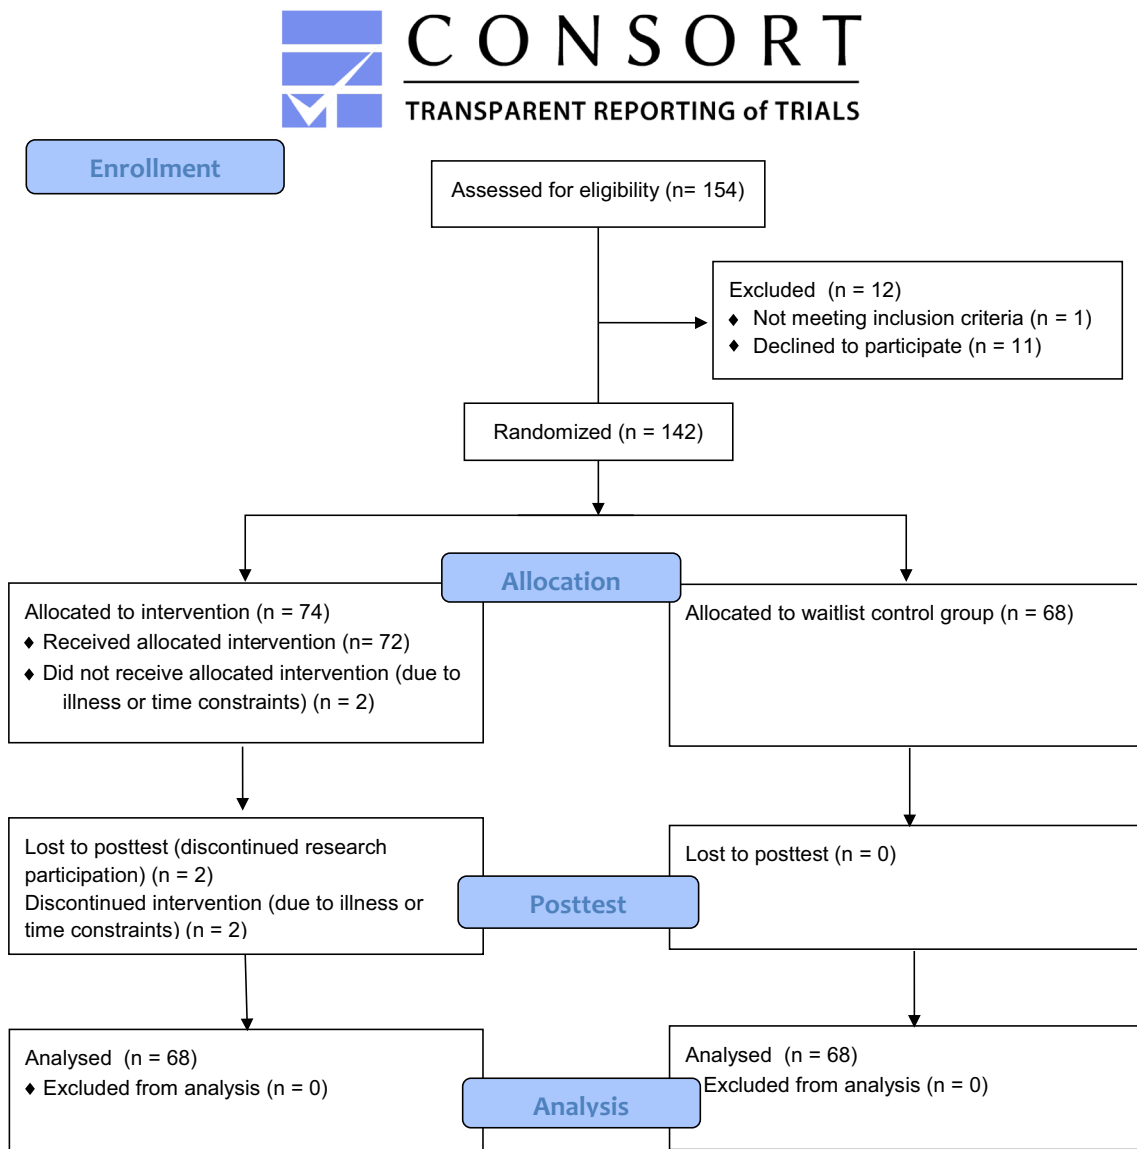 CONSORT
TRANSPARENT REPORTING of TRIALS
Enrollment
Assessed for eligibility (n= 154)
Excluded (n = 12)
♦ Not meeting inclusion criteria (n = 1)
♦ Declined to participate (n = 11)
Randomized (n = 142)
Allocation
Allocated to intervention (n = 74)
♦ Received allocated intervention (n= 72)
♦ Did not receive allocated intervention (due to
illness or time constraints) (n = 2)
Allocated to waitlist control group (n = 68)
Posttest
Lost to posttest (discontinued research
participation) (n = 2)
Discontinued intervention (due to illness or
time constraints) (n = 2)
Lost to posttest (n = 0)
Analysis
Analysed (n = 68)
♦ Excluded from analysis (n = 0)
Analysed (n = 68)
Excluded from analysis (n = 0)